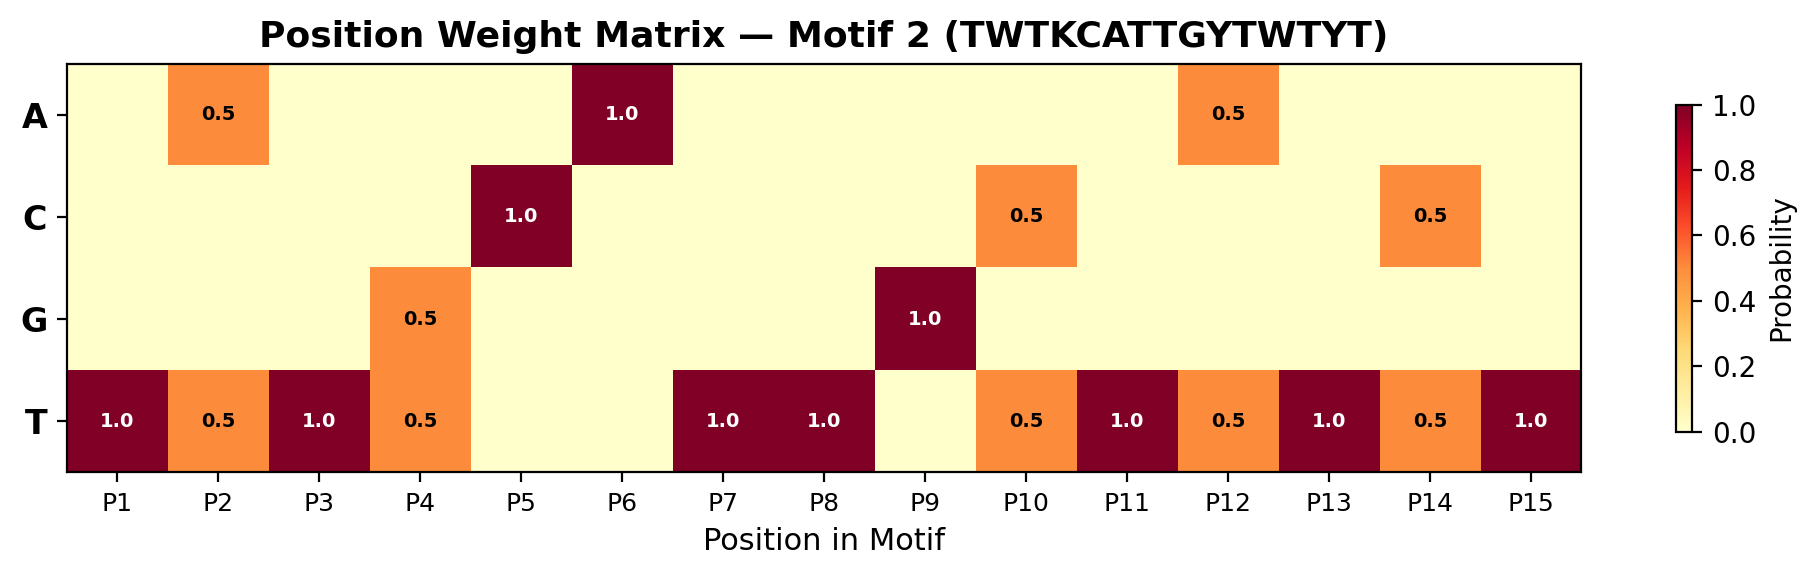 Position Weight Matrix — Motif 2 (TWTKCATTGYTWTYT)
A 0.5 1.0 0.5
C 1.0 0.5 0.5
G 0.5 1.0
T 1.0 0.5 1.0 0.5 1.0 1.0 0.5 1.0 0.5 1.0 0.5 1.0
P1 P2 P3 P4 P5 P6 P7 P8 P9 P10 P11 P12 P13 P14 P15
Position in Motif
1.0
0.8
0.6
0.4
0.2
0.0
Probability